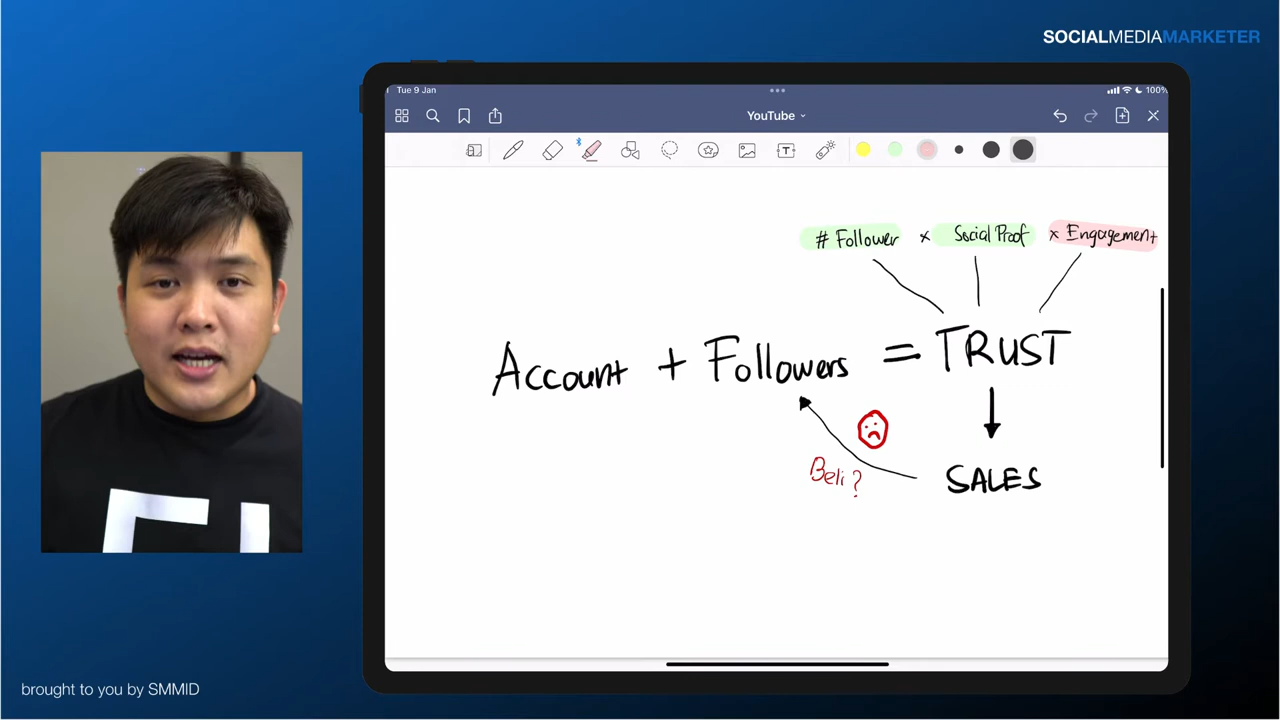 SOCIALMEDIAMARKETER
Tue 9 Jan
100%
YouTube
T
# Follower x Social Proof x Engagement
Account + Followers = TRUST
Beli?
SALES
brought to you by SMMID